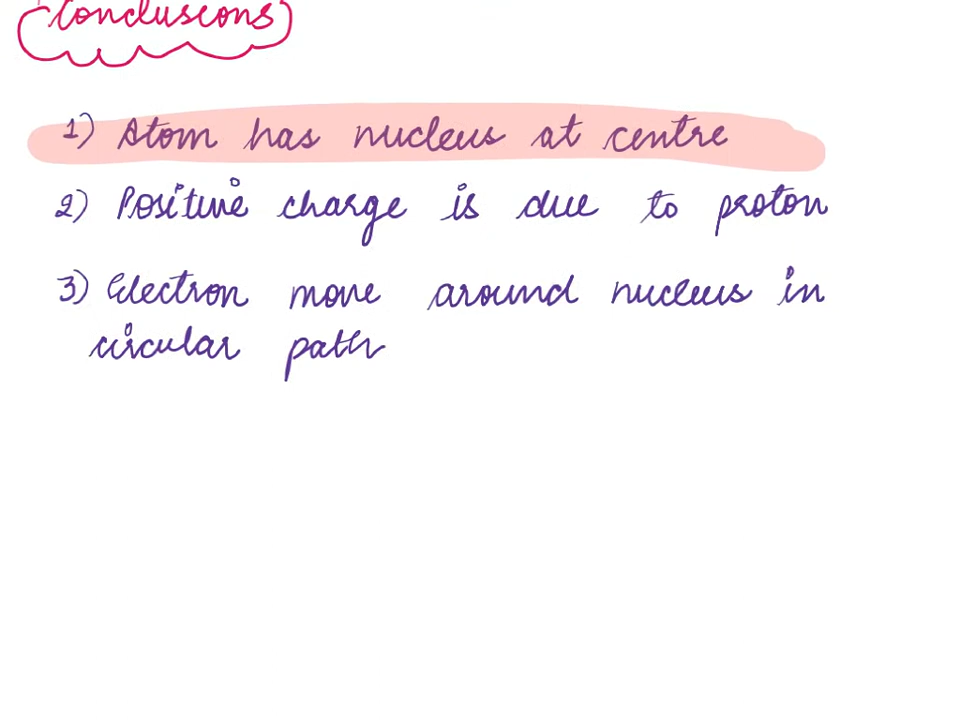 Conclusions
1) Atom has nucleus at centre
2) Positive charge is due to proton
3) Electron move around nucleus in
circular path